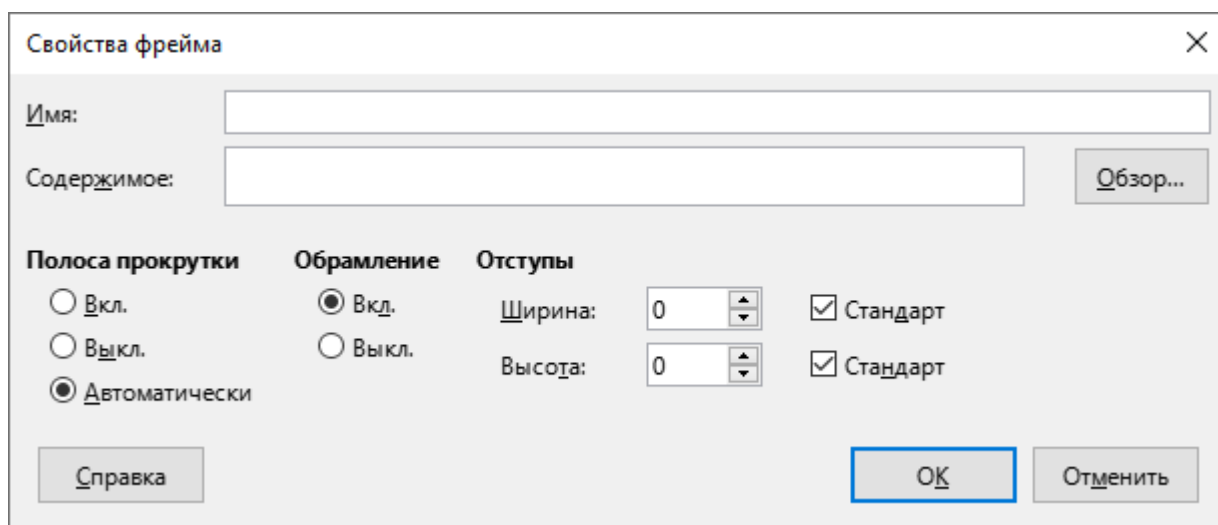 Свойства фрейма
Имя:
Содержимое: Обзор...
Полоса прокрутки Обрамление Отступы
Вкл. Вкл. Ширина: 0 Стандарт
Выкл. Выкл. Высота: 0 Стандарт
Автоматически
Справка ОК Отменить